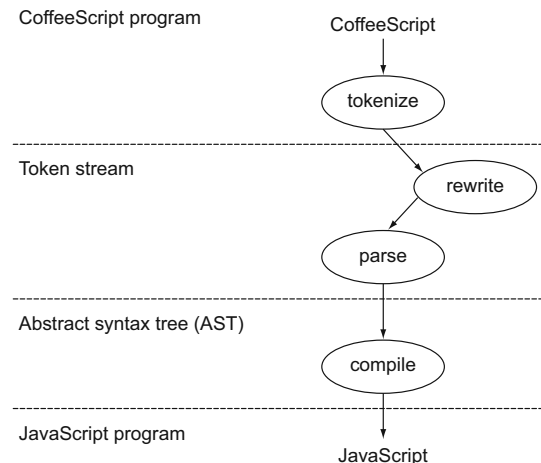 CoffeeScript program
CoffeeScript
tokenize
Token stream
rewrite
parse
Abstract syntax tree (AST)
compile
JavaScript program
JavaScript